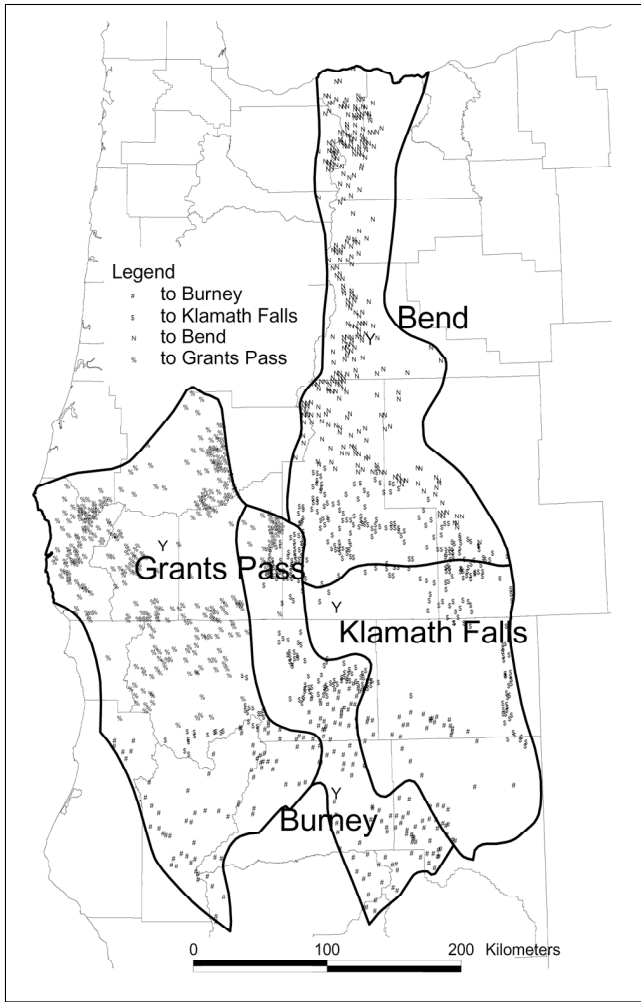 Legend
# to Burney
$ to Klamath Falls
N to Bend
% to Grants Pass
Bend
Y
Y
Grants Pass
Y
Klamath Falls
Y
Burney
0 100 200 Kilometers